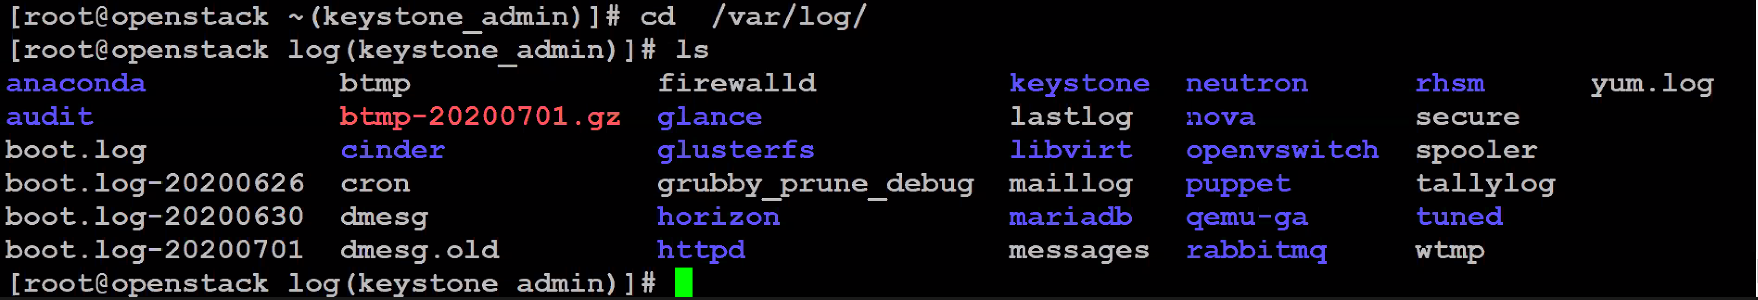 [root@openstack ~(keystone_admin)]# cd  /var/log/
[root@openstack log(keystone_admin)]# ls
anaconda           btmp              firewalld           keystone  neutron      rhsm      yum.log
audit              btmp-20200701.gz  glance              lastlog   nova         secure
boot.log           cinder            glusterfs           libvirt   openvswitch  spooler
boot.log-20200626  cron              grubby_prune_debug  maillog   puppet       tallylog
boot.log-20200630  dmesg             horizon             mariadb   qemu-ga      tuned
boot.log-20200701  dmesg.old         httpd               messages  rabbitmq     wtmp
[root@openstack log(keystone_admin)]#